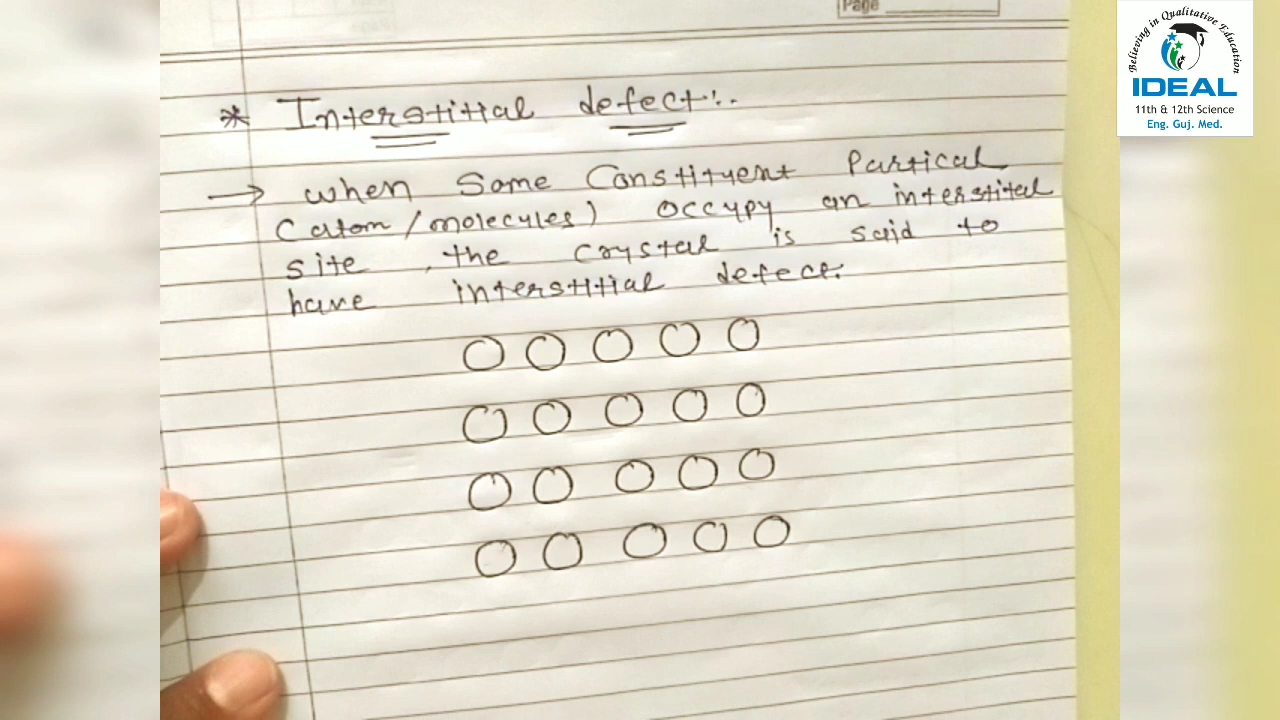 Page
Believing in Qualitative Education
IDEAL
11th & 12th Science
Eng. Guj. Med.
* Interstitial defect :-
→ When Some Constituent Partical
(atom / molecules) occupy an interstital
site , the crystal is said to
have interstitial defect.